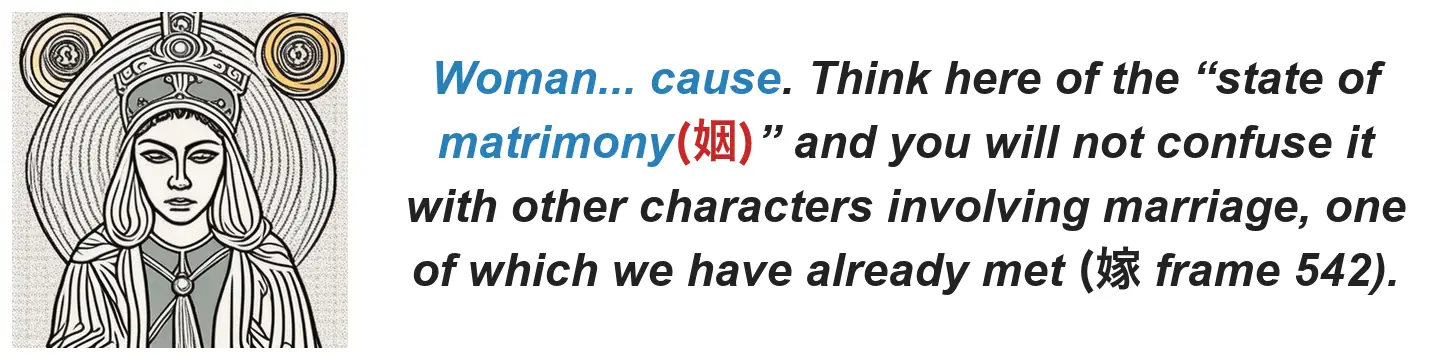 Woman... cause. Think here of the “state of
matrimony(姻)” and you will not confuse it
with other characters involving marriage, one
of which we have already met (嫁 frame 542).